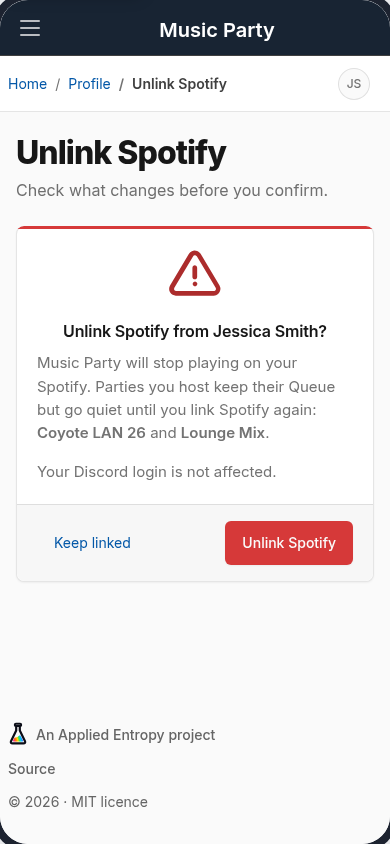 Music Party
Home / Profile / Unlink Spotify
JS
Unlink Spotify
Check what changes before you confirm.
Unlink Spotify from Jessica Smith?
Music Party will stop playing on your
Spotify. Parties you host keep their Queue
but go quiet until you link Spotify again:
Coyote LAN 26 and Lounge Mix.
Your Discord login is not affected.
Keep linked
Unlink Spotify
An Applied Entropy project
Source
© 2026 · MIT licence